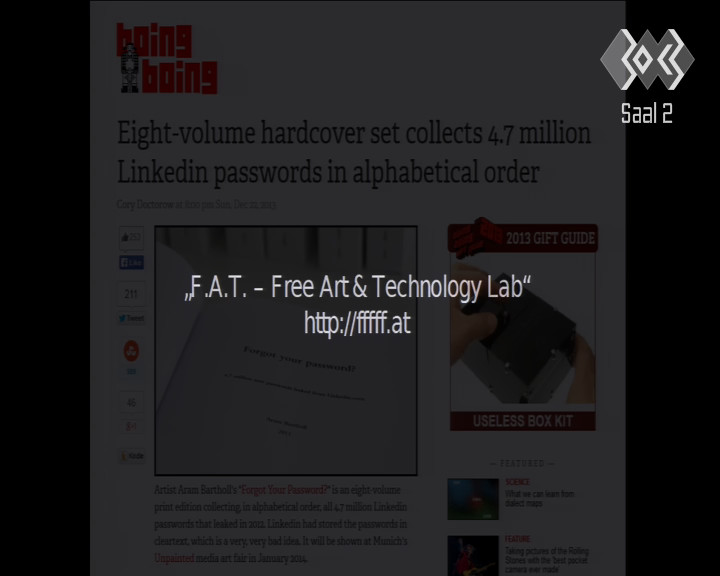 boing
boing
Saal 2
Eight-volume hardcover set collects 4.7 million
Linkedin passwords in alphabetical order
Cory Doctorow at 8:00 pm Sun, Dec 22, 2013
2013 GIFT GUIDE
Like
211
Tweet
„F.A.T. – Free Art & Technology Lab“
http://fffff.at
Forgot your password?
46
USELESS BOX KIT
— FEATURED —
SCIENCE
What we can learn from
FEATURE
Taking pictures of the Rolling
Stones with the 'best pocket
camera ever made
Artist Aram Bartholl's "Forgot Your Password?" is an eight-volume
print edition collecting, in alphabetical order, all 4.7 million Linkedin
passwords that leaked in 2012. Linkedin had stored the passwords in
cleartext, which is a very, very bad idea. It will be shown at Munich's
Unpainted media art fair in January 2014.